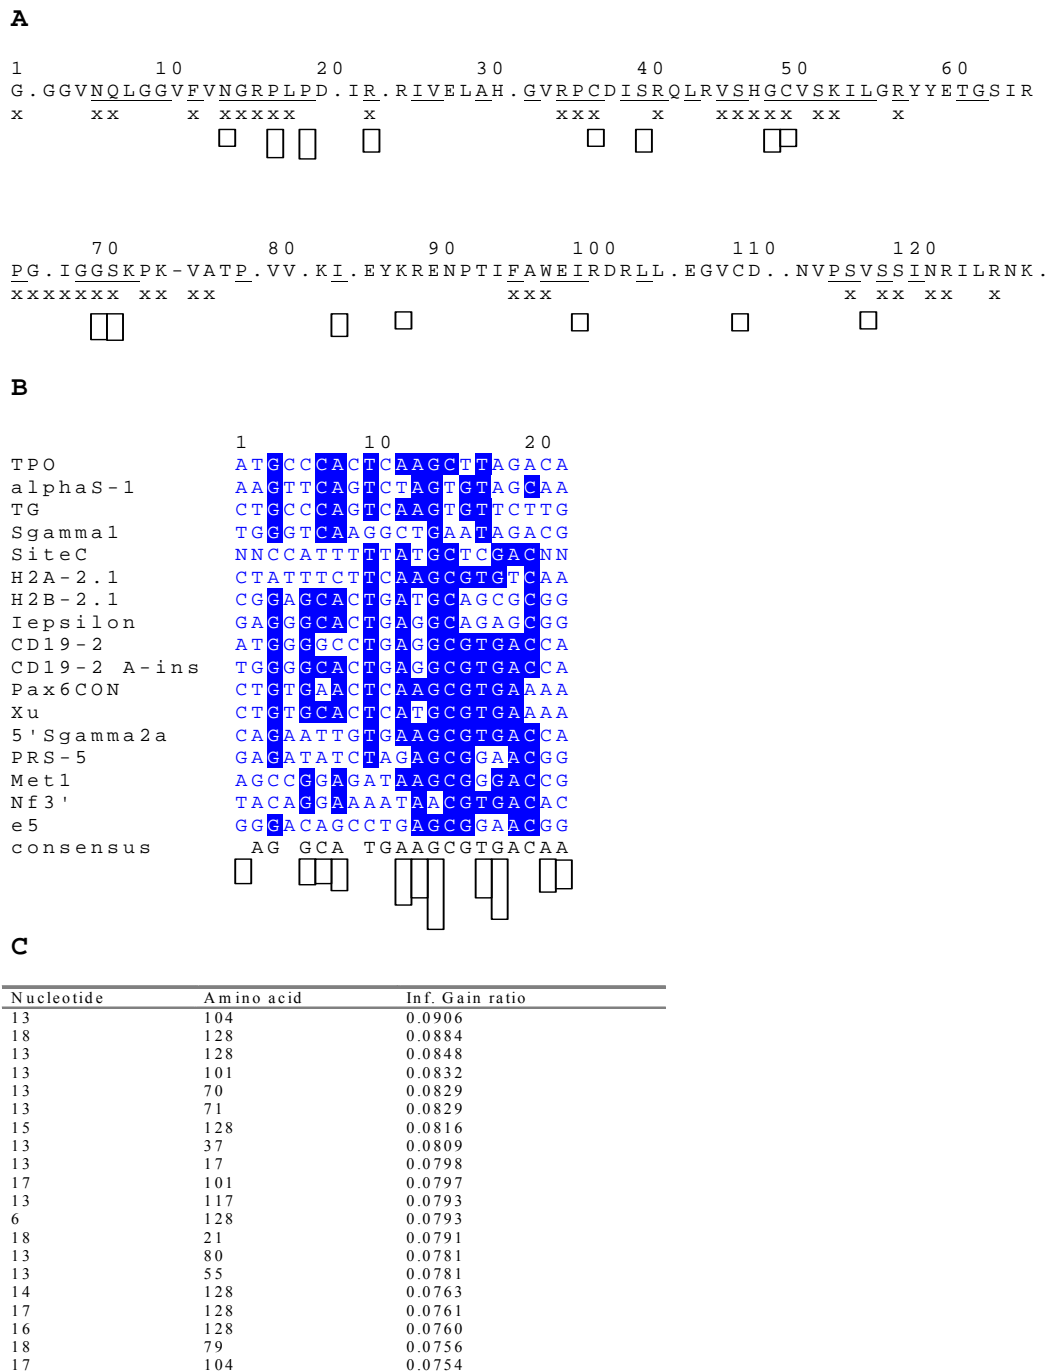 A
1 10 20 30 40 50 60
G.GGVNQLGGVFVNGRPLPD.IR.RIVELAH.GVRPCDISRQLRVSHGCVSKILGRYYETGSIR
x xx x xxxxx x xxx x xxxxx xx x
70 80 90 100 110 120
PG.IGGSKPK-VATP.VV.KI.EYKRENPTIFAWEIRDRLL.EGVCD..NVPSVSSINRILRNK.
xxxxxxx xx xx xxx x xx xx x
B
1 10 20
TPO ATGCCCACTCAAGCTTAGACA
alphaS-1 AAGTTCAGTCTAGTGTAGCAA
TG CTGCCCAGTCAAGTGTTCTTG
Sgamma1 TGGGTCAAGGCTGAATAGACG
SiteC NNCCATTTTTATGCTCGACNN
H2A-2.1 CTATTTCTTCAAGCGTGTCAA
H2B-2.1 CGGAGCACTGATGCAGCGCGG
Iepsilon GAGGGCACTGAGGCAGAGCGG
CD19-2 ATGGGGCCTGAGGCGTGACCA
CD19-2 A-ins TGGGGCACTGAGGCGTGACCA
Pax6CON CTGTGAACTCAAGCGTGAAAA
Xu CTGTGCACTCATGCGTGAAAA
5'Sgamma2a CAGAATTGTGAAGCGTGACCA
PRS-5 GAGATATCTAGAGCGGAACGG
Met1 AGCCGGAGATAAGCGGGACCG
Nf3' TACAGGAAAATAACGTGACAC
e5 GGGACAGCCTGAGCGGAACGG
consensus AG GCA TGAAGCGTGACAA
C
Nucleotide Amino acid Inf. Gain ratio
13 104 0.0906
18 128 0.0884
13 128 0.0848
13 101 0.0832
13 70 0.0829
13 71 0.0829
15 128 0.0816
13 37 0.0809
13 17 0.0798
17 101 0.0797
13 117 0.0793
6 128 0.0793
18 21 0.0791
13 80 0.0781
13 55 0.0781
14 128 0.0763
17 128 0.0761
16 128 0.0760
18 79 0.0756
17 104 0.0754